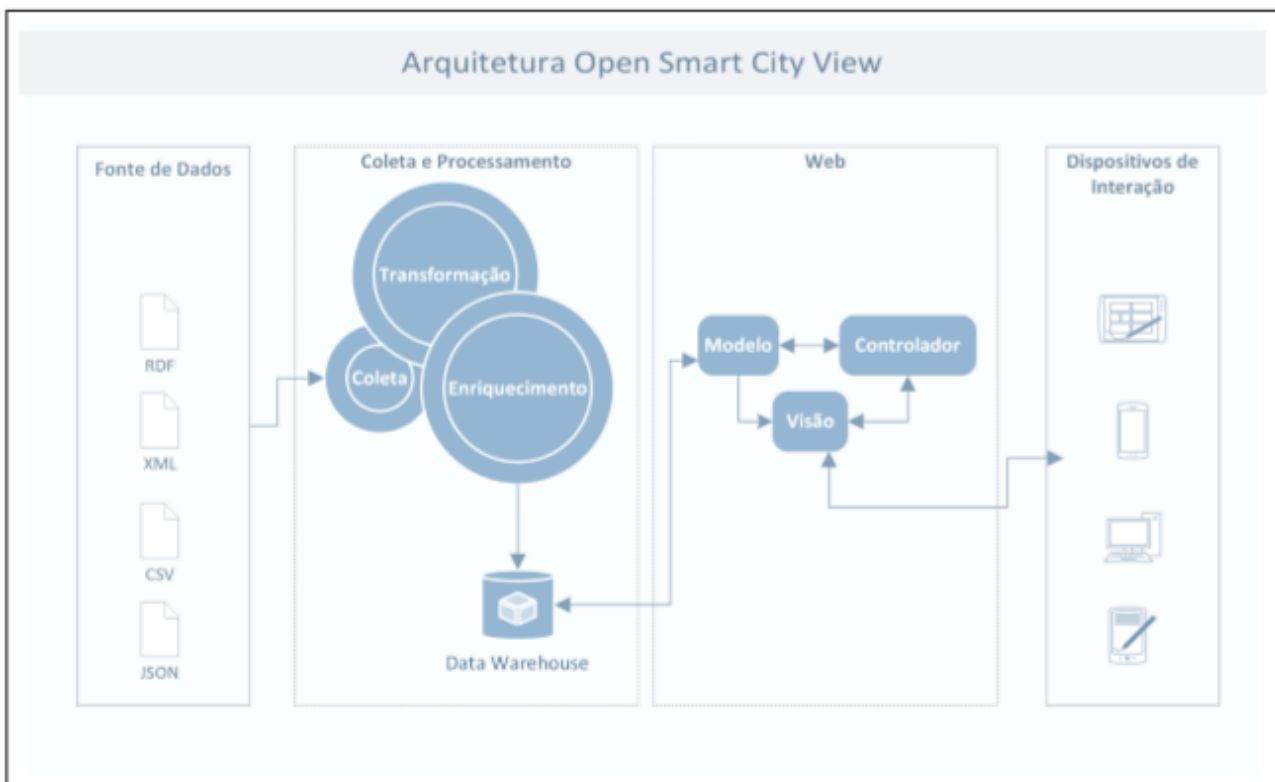 Arquitetura Open Smart City View
Fonte de Dados
RDF
XML
CSV
JSON
Coleta e Processamento
Transformação
Coleta
Enriquecimento
Data Warehouse
Web
Modelo
Controlador
Visão
Dispositivos de
Interação